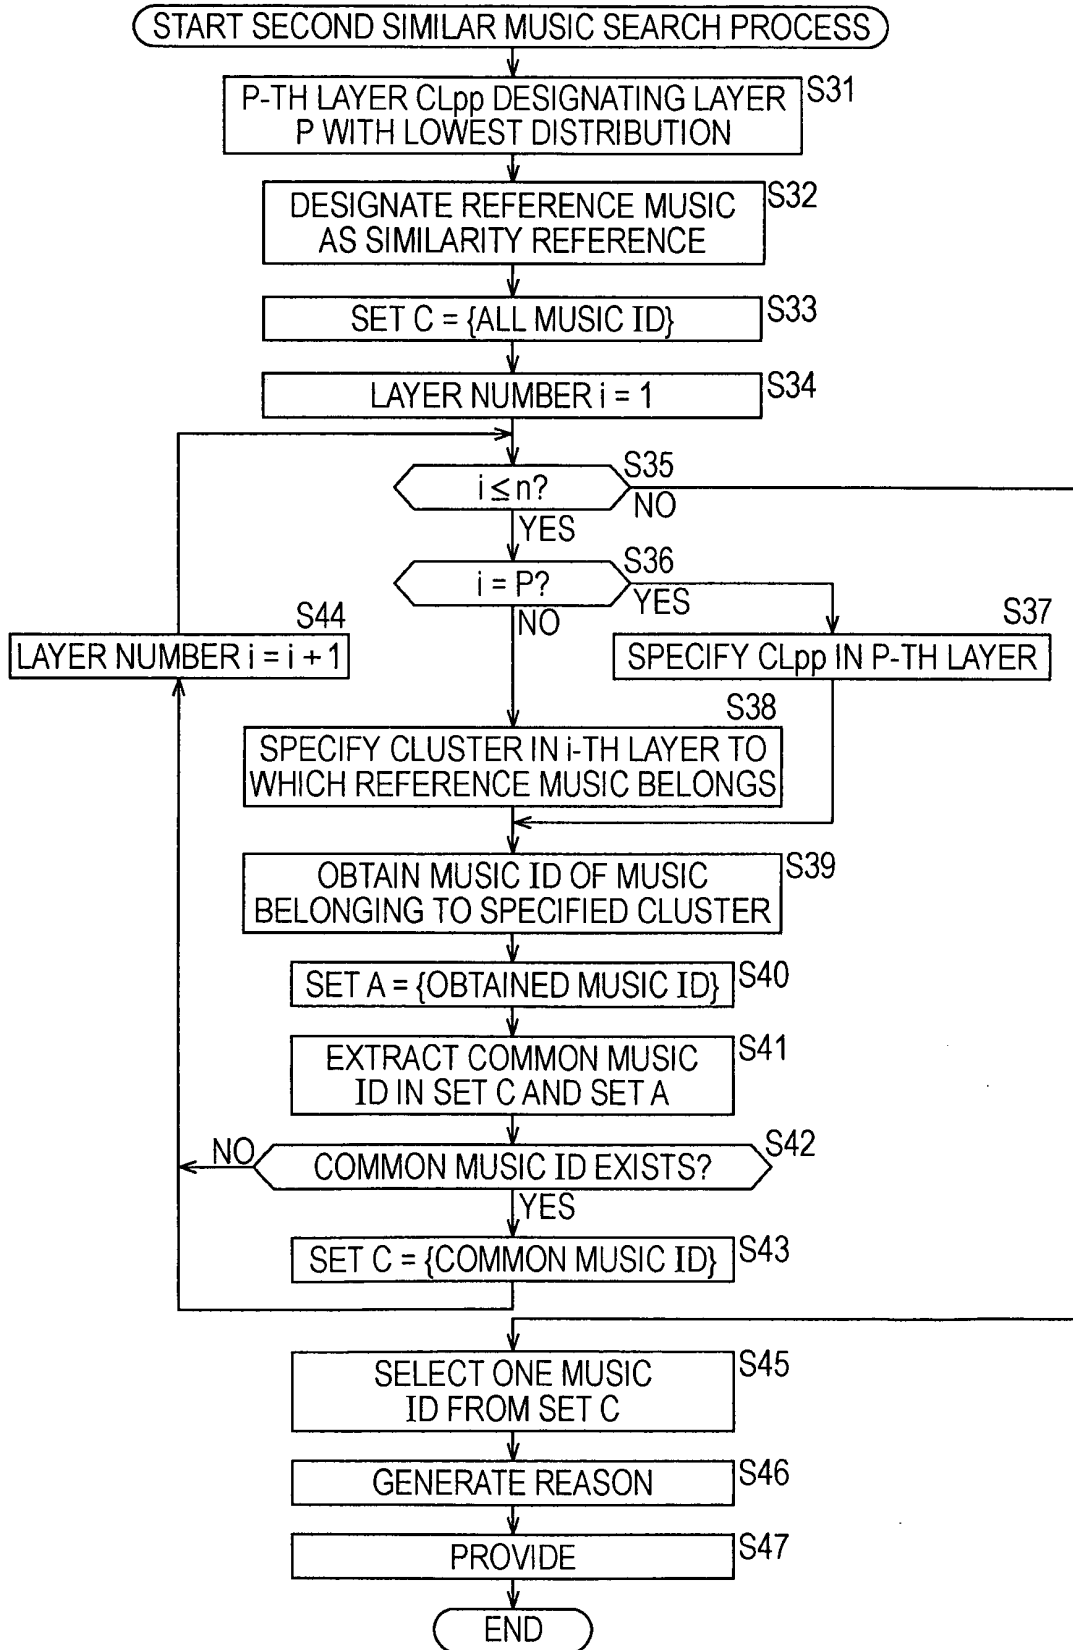 START SECOND SIMILAR MUSIC SEARCH PROCESS
S31
P-TH LAYER CLpp DESIGNATING LAYER
P WITH LOWEST DISTRIBUTION
S32
DESIGNATE REFERENCE MUSIC
AS SIMILARITY REFERENCE
S33
SET C = {ALL MUSIC ID}
S34
LAYER NUMBER i = 1
S35
i ≤ n?
NO
YES
S36
i = P?
YES
NO
S44
LAYER NUMBER i = i + 1
S37
SPECIFY CLpp IN P-TH LAYER
S38
SPECIFY CLUSTER IN i-TH LAYER TO
WHICH REFERENCE MUSIC BELONGS
S39
OBTAIN MUSIC ID OF MUSIC
BELONGING TO SPECIFIED CLUSTER
S40
SET A = {OBTAINED MUSIC ID}
S41
EXTRACT COMMON MUSIC
ID IN SET C AND SET A
S42
NO
COMMON MUSIC ID EXISTS?
YES
S43
SET C = {COMMON MUSIC ID}
S45
SELECT ONE MUSIC
ID FROM SET C
S46
GENERATE REASON
S47
PROVIDE
END